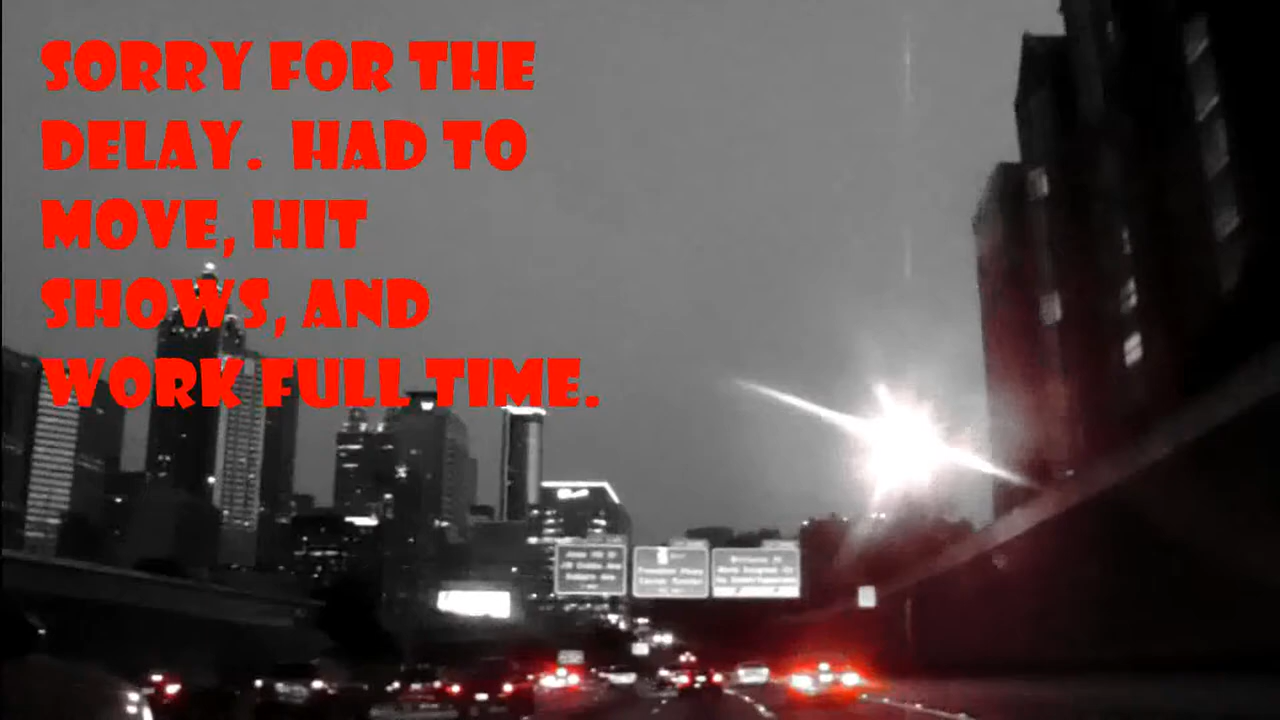 SORRY FOR THE
DELAY. HAD TO
MOVE, HIT
SHOWS, AND
WORK FULL TIME.